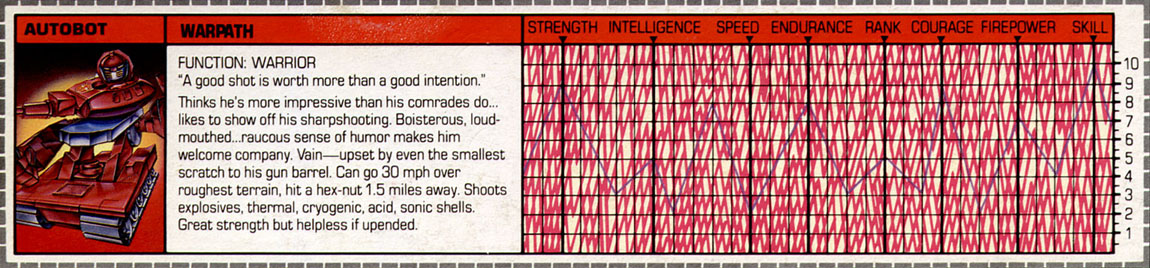 AUTOBOT
WARPATH
FUNCTION: WARRIOR
“A good shot is worth more than a good intention.”
Thinks he's more impressive than his comrades do...
likes to show off his sharpshooting. Boisterous, loud-
mouthed...raucous sense of humor makes him
welcome company. Vain—upset by even the smallest
scratch to his gun barrel. Can go 30 mph over
roughest terrain, hit a hex-nut 1.5 miles away. Shoots
explosives, thermal, cryogenic, acid, sonic shells.
Great strength but helpless if upended.
STRENGTH INTELLIGENCE SPEED ENDURANCE RANK COURAGE FIREPOWER SKILL
10
9
8
7
6
5
4
3
2
1